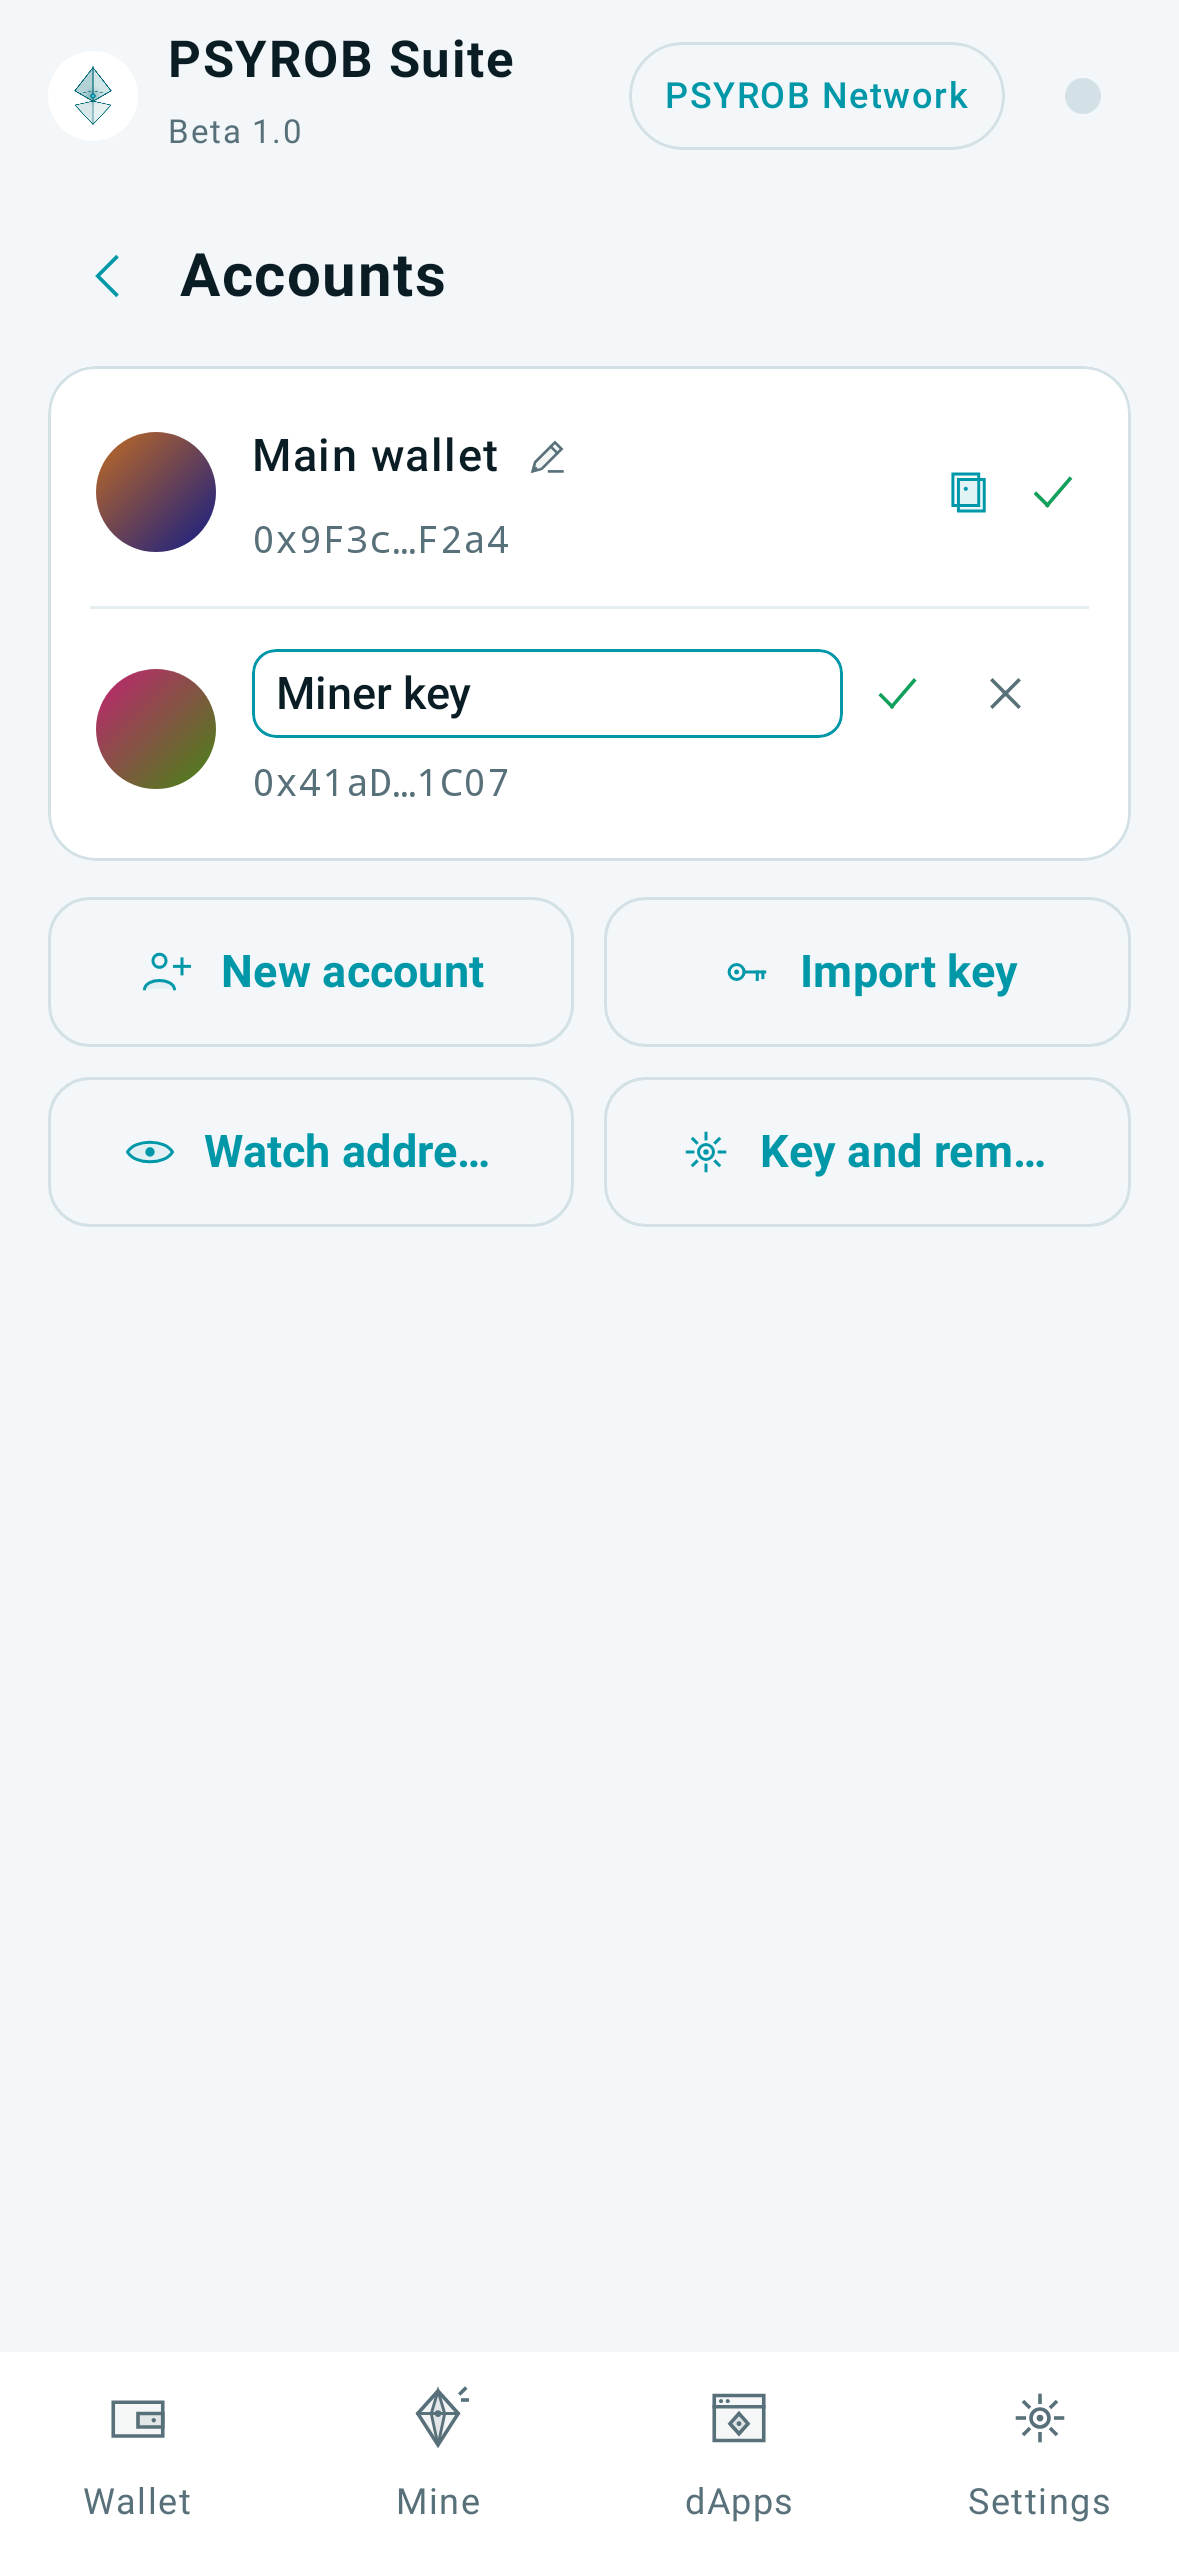 PSYROB Suite
Beta 1.0
PSYROB Network
Accounts
Main wallet
0x9F3c…F2a4
Miner key
0x41aD…1C07
New account
Import key
Watch addre…
Key and rem…
Wallet
Mine
dApps
Settings